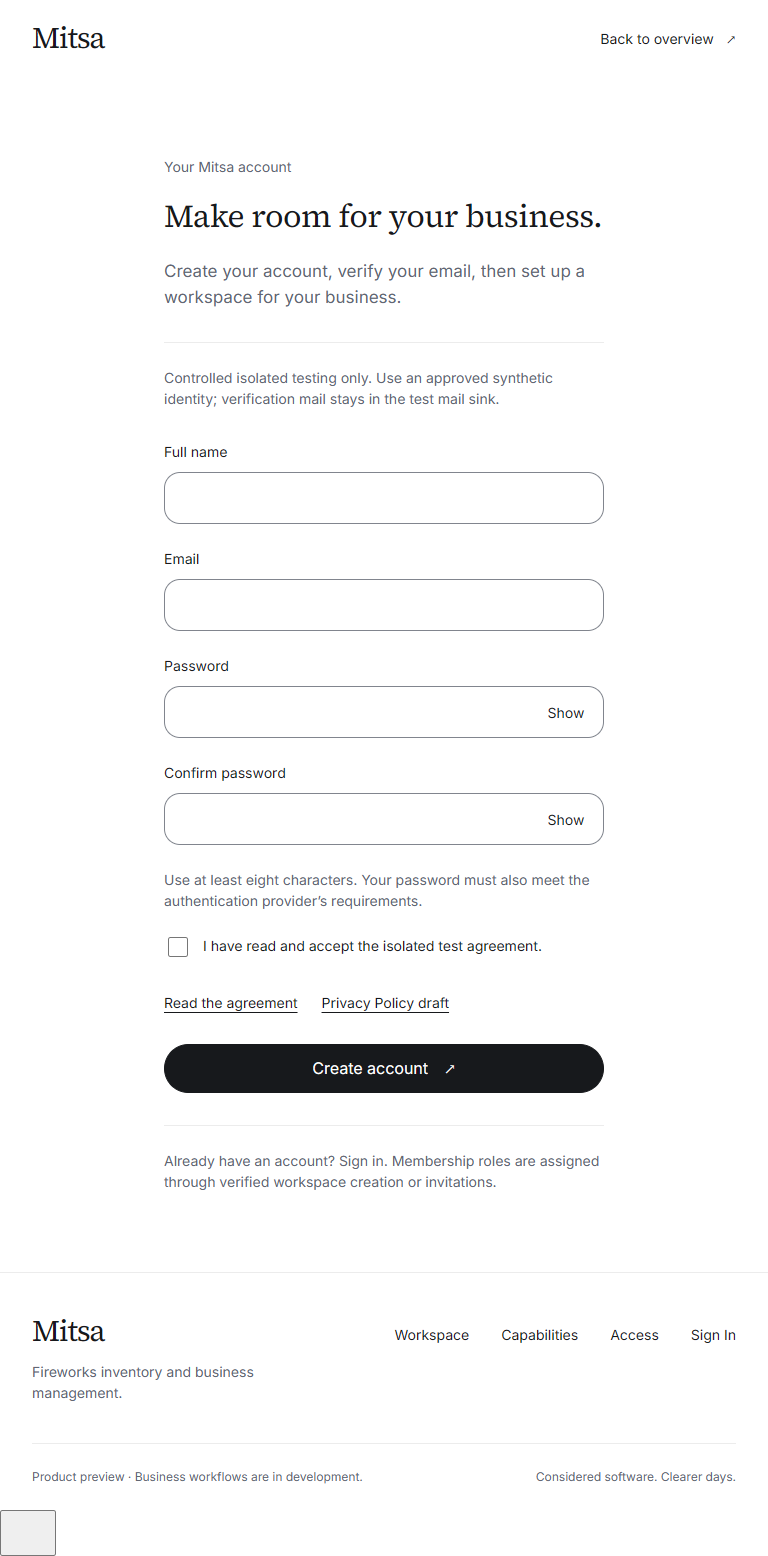 Mitsa
Back to overview ↗
Your Mitsa account
Make room for your business.
Create your account, verify your email, then set up a
workspace for your business.
Controlled isolated testing only. Use an approved synthetic
identity; verification mail stays in the test mail sink.
Full name
Email
Password
Show
Confirm password
Show
Use at least eight characters. Your password must also meet the
authentication provider’s requirements.
I have read and accept the isolated test agreement.
Read the agreement Privacy Policy draft
Create account ↗
Already have an account? Sign in. Membership roles are assigned
through verified workspace creation or invitations.
Mitsa
Workspace Capabilities Access Sign In
Fireworks inventory and business
management.
Product preview · Business workflows are in development.
Considered software. Clearer days.